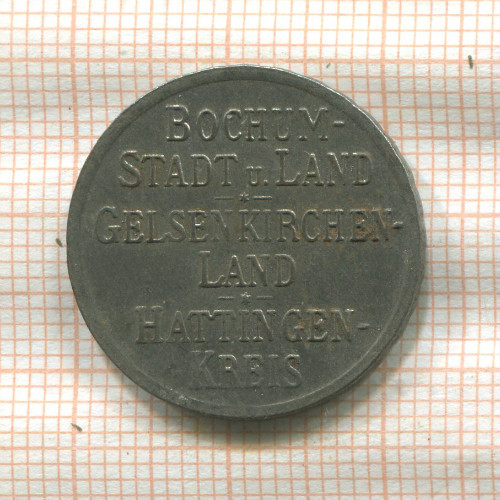 BOCHUM-
STADT U. LAND
GELSENKIRCHEN-
LAND
HATTINGEN-
KREIS